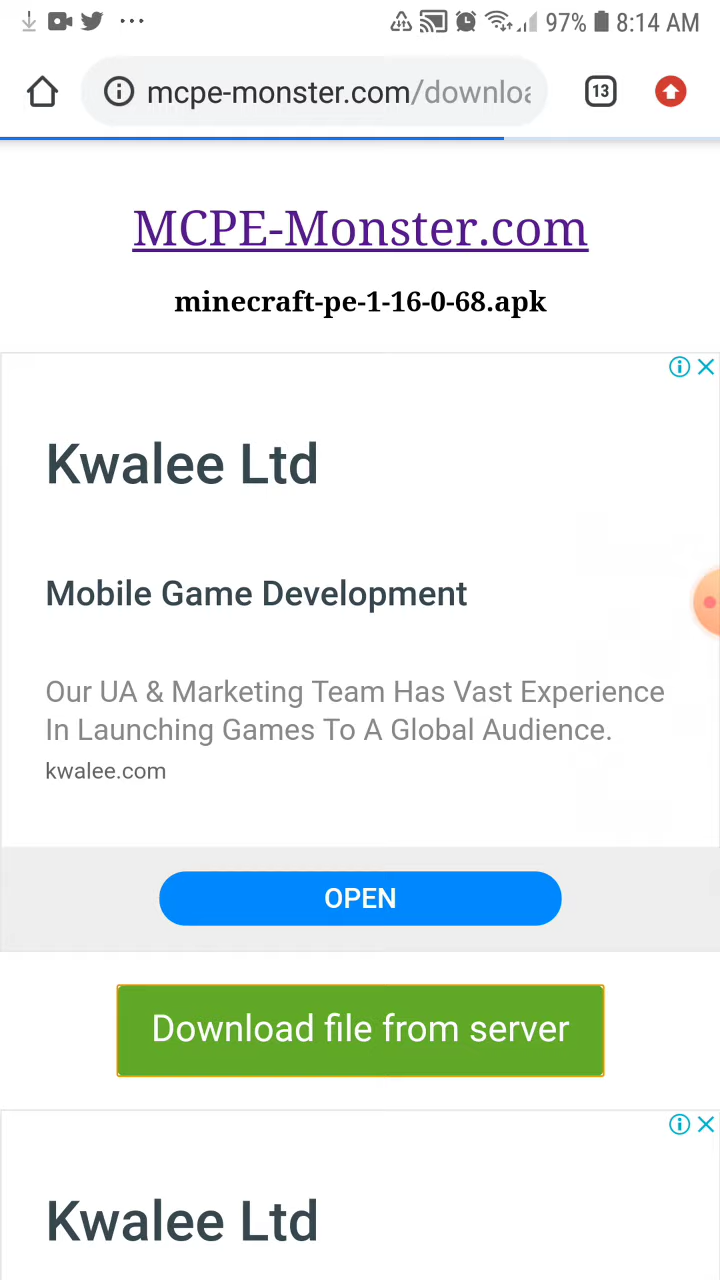 97% 8:14 AM
mcpe-monster.com/downloa
13
MCPE-Monster.com
minecraft-pe-1-16-0-68.apk
Kwalee Ltd
Mobile Game Development
Our UA & Marketing Team Has Vast Experience
In Launching Games To A Global Audience.
kwalee.com
OPEN
Download file from server
Kwalee Ltd